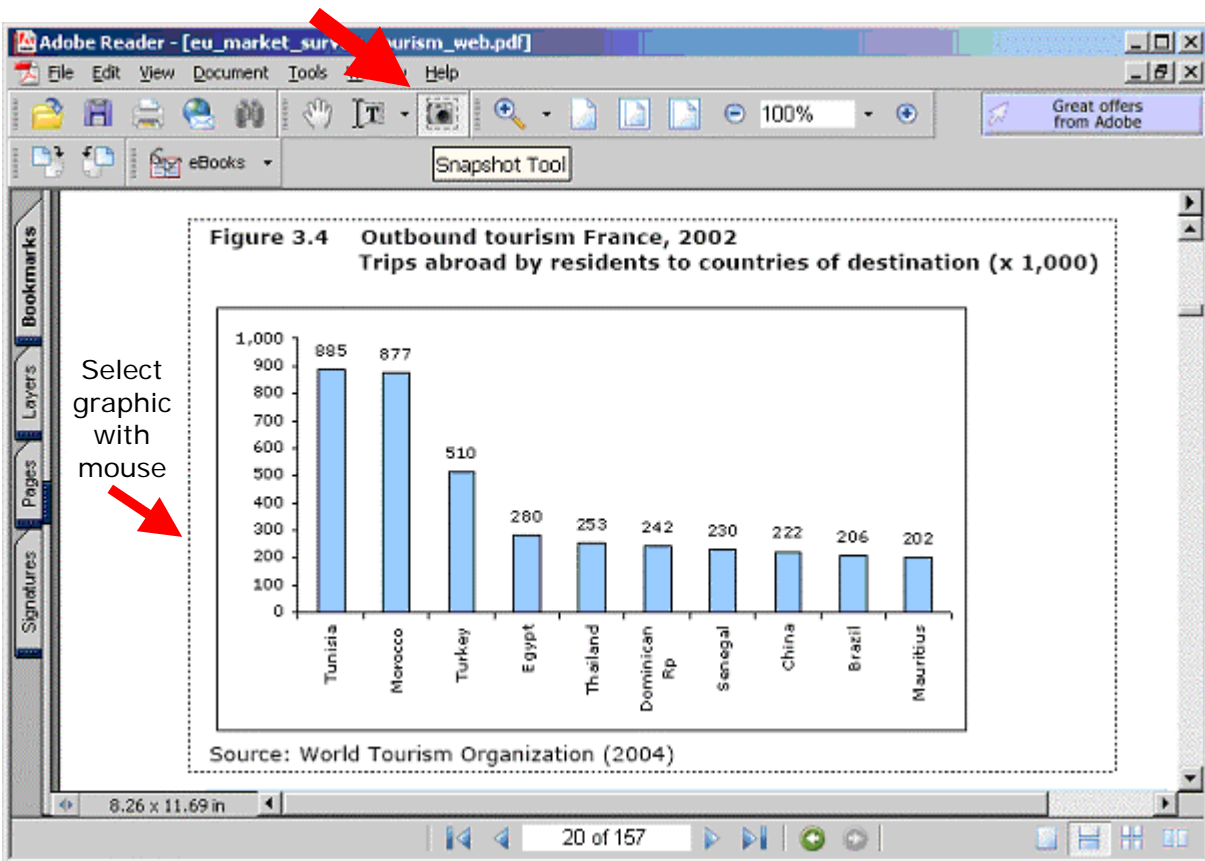 Adobe Reader - [eu_market_surv urism_web.pdf]
File Edit View Document Tools Help
100%
Great offers
from Adobe
eBooks
Snapshot Tool
Bookmarks
Layers
Pages
Signatures
Select
graphic
with
mouse
Figure 3.4 Outbound tourism France, 2002
Trips abroad by residents to countries of destination (x 1,000)
1,000
900
800
700
600
500
400
300
200
100
0
885
877
510
280
253
242
230
222
206
202
Tunisia
Morocco
Turkey
Egypt
Thailand
Dominican
Rp
Senegal
China
Brazil
Mauritius
Source: World Tourism Organization (2004)
8.26 x 11.69 in
20 of 157